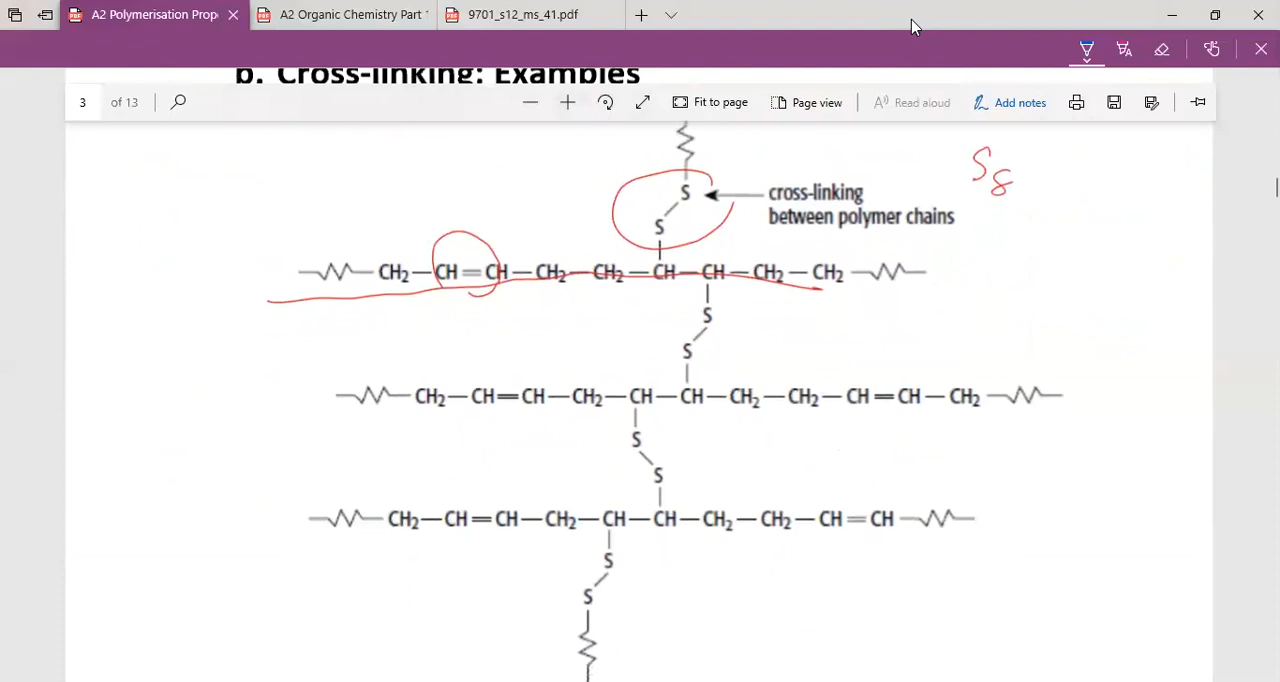 A2 Polymerisation Prop
A2 Organic Chemistry Part 1
9701_s12_ms_41.pdf
b. Cross-linking: Examples
3 of 13
Fit to page
Page view
Read aloud
Add notes
S8
S
cross-linking
between polymer chains
S
CH2—CH=CH—CH2—CH2—CH—CH—CH2—CH2
S
S
CH2—CH=CH—CH2—CH—CH—CH2—CH2—CH=CH—CH2
S
S
CH2—CH=CH—CH2—CH—CH—CH2—CH2—CH=CH
S
S